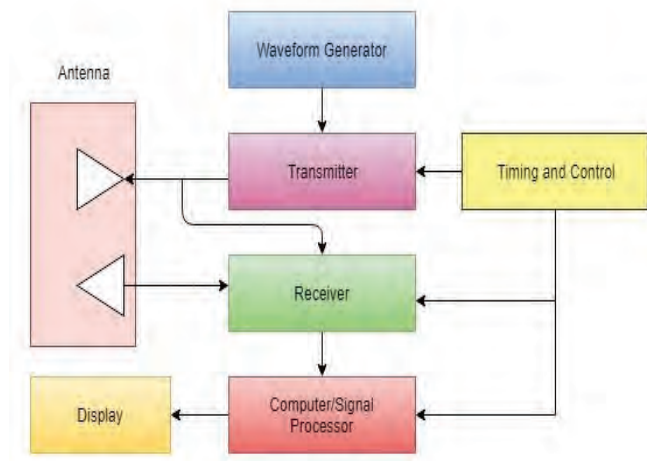 Waveform Generator
Antenna
Transmitter
Timing and Control
Receiver
Display
Computer/Signal
Processor